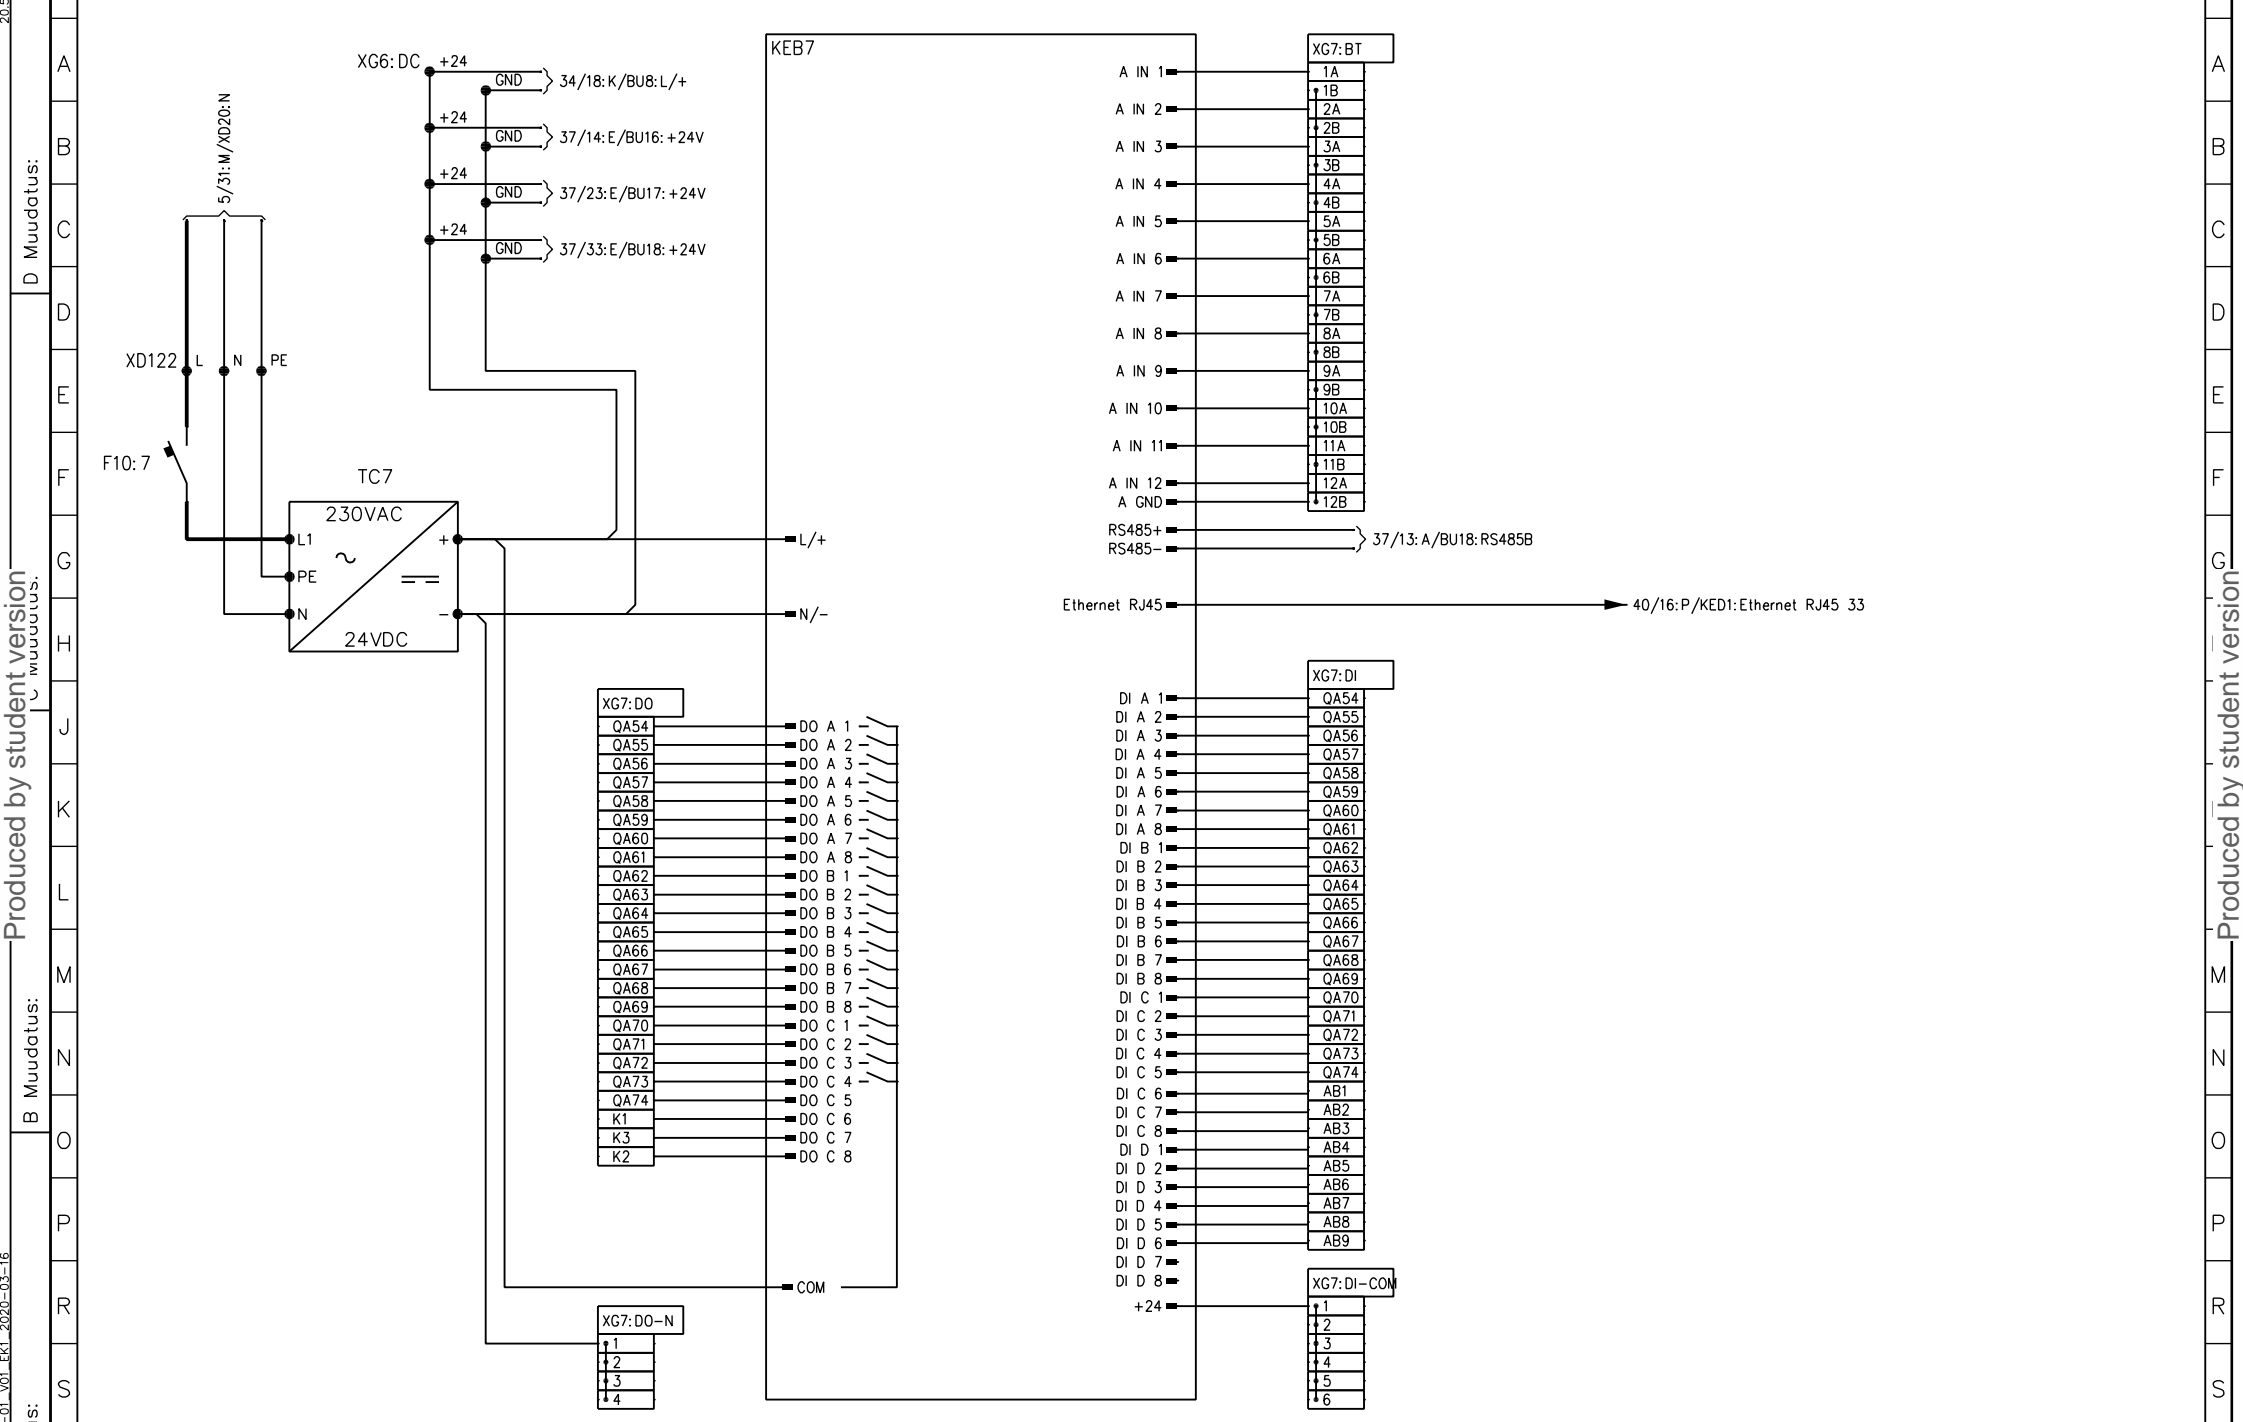 KEB7
XG7:BT
XG6:DC
+24
GND
34/18:K/BU8:L/+
+24
GND
37/14:E/BU16:+24V
+24
GND
37/23:E/BU17:+24V
+24
GND
37/33:E/BU18:+24V
5/31:M/XD20:N
XD122 L N PE
F10:7
TC7
230VAC
L1 +
PE
N -
24VDC
L/+
N/-
A IN 1 1A
1B
A IN 2 2A
2B
A IN 3 3A
3B
A IN 4 4A
4B
A IN 5 5A
5B
A IN 6 6A
6B
A IN 7 7A
7B
A IN 8 8A
8B
A IN 9 9A
9B
A IN 10 10A
10B
A IN 11 11A
11B
A IN 12 12A
A GND 12B
RS485+
RS485-
37/13:A/BU18:RS485B
Ethernet RJ45 40/16:P/KED1:Ethernet RJ45 33
XG7:DO
QA54 DO A 1
QA55 DO A 2
QA56 DO A 3
QA57 DO A 4
QA58 DO A 5
QA59 DO A 6
QA60 DO A 7
QA61 DO A 8
QA62 DO B 1
QA63 DO B 2
QA64 DO B 3
QA65 DO B 4
QA66 DO B 5
QA67 DO B 6
QA68 DO B 7
QA69 DO B 8
QA70 DO C 1
QA71 DO C 2
QA72 DO C 3
QA73 DO C 4
QA74 DO C 5
K1 DO C 6
K3 DO C 7
K2 DO C 8
COM
XG7:DO-N
1
2
3
4
XG7:DI
DI A 1 QA54
DI A 2 QA55
DI A 3 QA56
DI A 4 QA57
DI A 5 QA58
DI A 6 QA59
DI A 7 QA60
DI A 8 QA61
DI B 1 QA62
DI B 2 QA63
DI B 3 QA64
DI B 4 QA65
DI B 5 QA66
DI B 6 QA67
DI B 7 QA68
DI B 8 QA69
DI C 1 QA70
DI C 2 QA71
DI C 3 QA72
DI C 4 QA73
DI C 5 QA74
DI C 6 AB1
DI C 7 AB2
DI C 8 AB3
DI D 1 AB4
DI D 2 AB5
DI D 3 AB6
DI D 4 AB7
DI D 5 AB8
DI D 6 AB9
DI D 7
DI D 8
XG7:DI-COM
+24 1
2
3
4
5
6
A A
B B
C C
D D
E E
F F
G G
H
J
K
L
M M
N N
O O
P P
R R
S S
D Muudatus:
B Muudatus:
Produced by student version
Produced by student version
-01_V01_EK1_2020-03-16